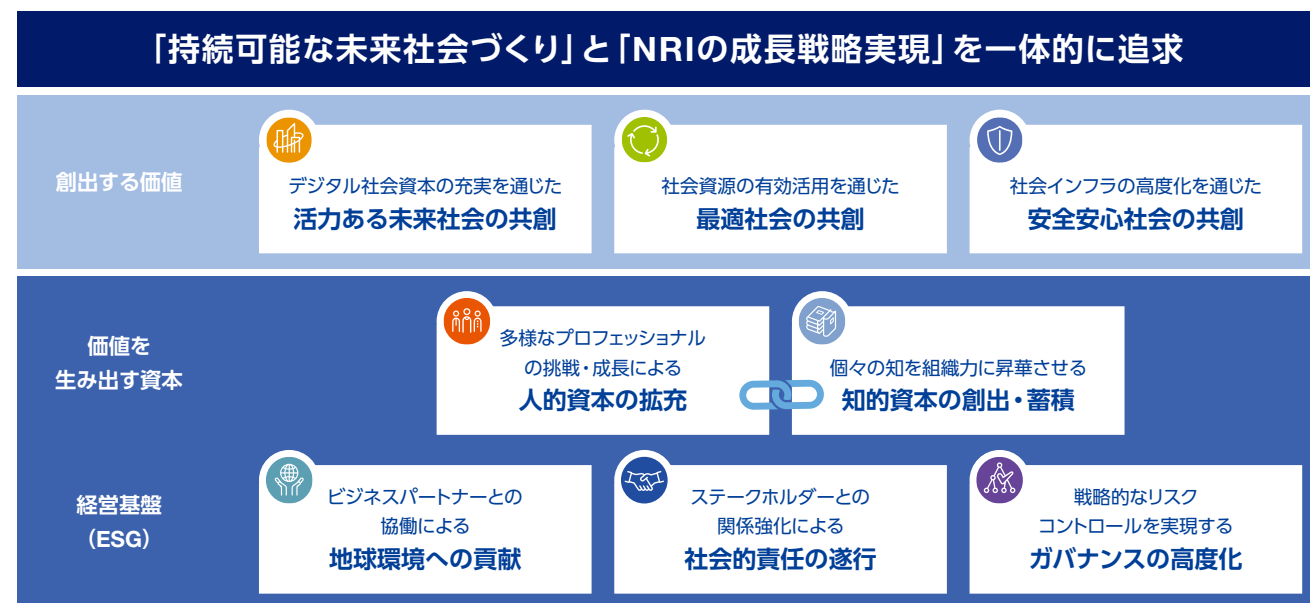 「持続可能な未来社会づくり」と「NRIの成長戦略実現」を一体的に追求
創出する価値
デジタル社会資本の充実を通じた
活力ある未来社会の共創
社会資源の有効活用を通じた
最適社会の共創
社会インフラの高度化を通じた
安全安心社会の共創
価値を
生み出す資本
多様なプロフェッショナル
の挑戦・成長による
人的資本の拡充
個々の知を組織力に昇華させる
知的資本の創出・蓄積
経営基盤
（ESG）
ビジネスパートナーとの
協働による
地球環境への貢献
ステークホルダーとの
関係強化による
社会的責任の遂行
戦略的なリスク
コントロールを実現する
ガバナンスの高度化